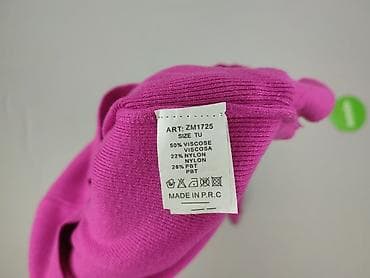 ART: ZM1725
SIZE TU
50% VISCOSE
VISCOSA
22% NYLON
NYLON
28% PBT
PBT
MADE IN P.R.C